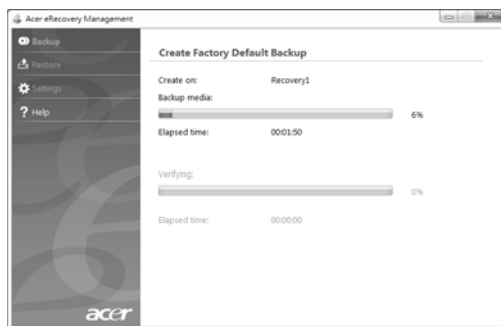 Acer eRecovery Management
Backup
Restore
Settings
? Help
Create Factory Default Backup
Create on: Recovery1
Backup media:
6%
Elapsed time: 00:01:50
Verifying:
0%
Elapsed time: 00:00:00
acer